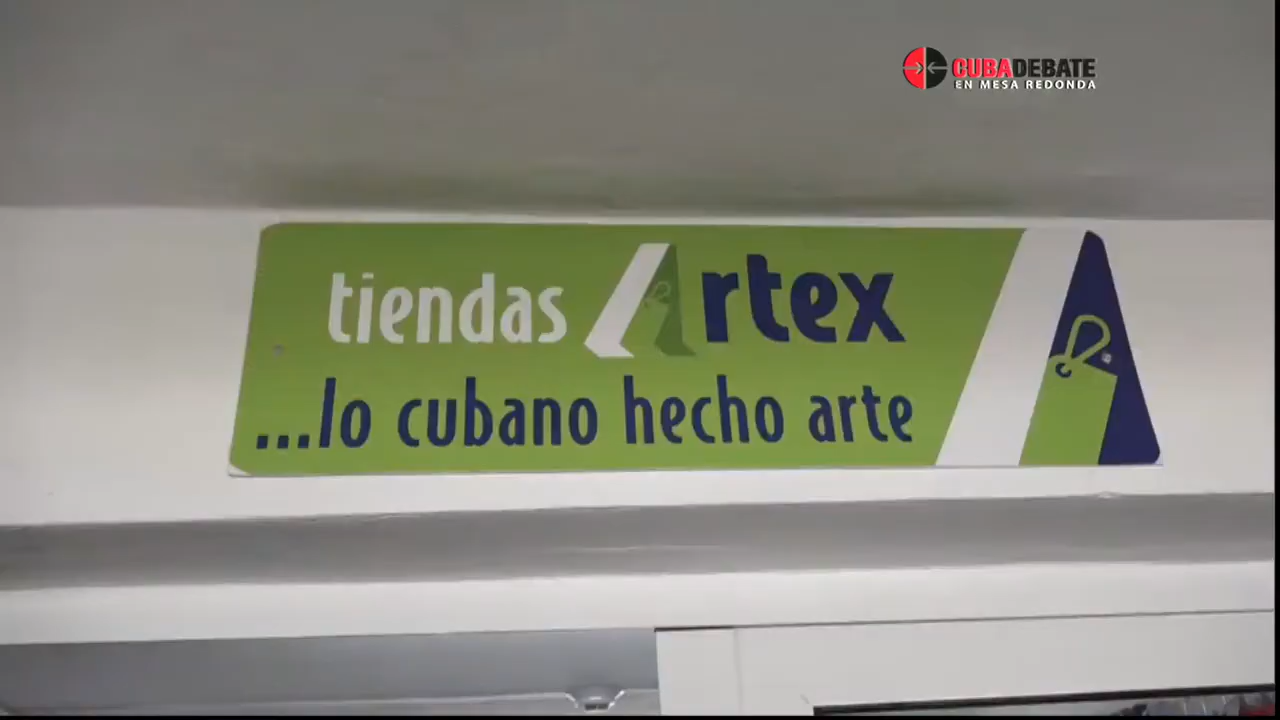 CUBADEBATE
EN MESA REDONDA
tiendas Artex
...lo cubano hecho arte